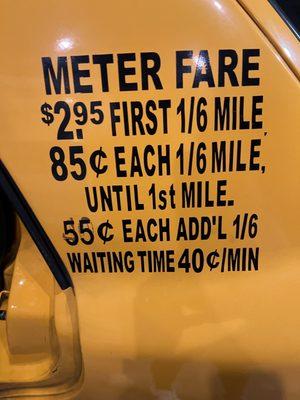 METER FARE
$2.95 FIRST 1/6 MILE
85¢ EACH 1/6 MILE,
UNTIL 1st MILE.
55¢ EACH ADD'L 1/6
WAITING TIME 40¢/MIN